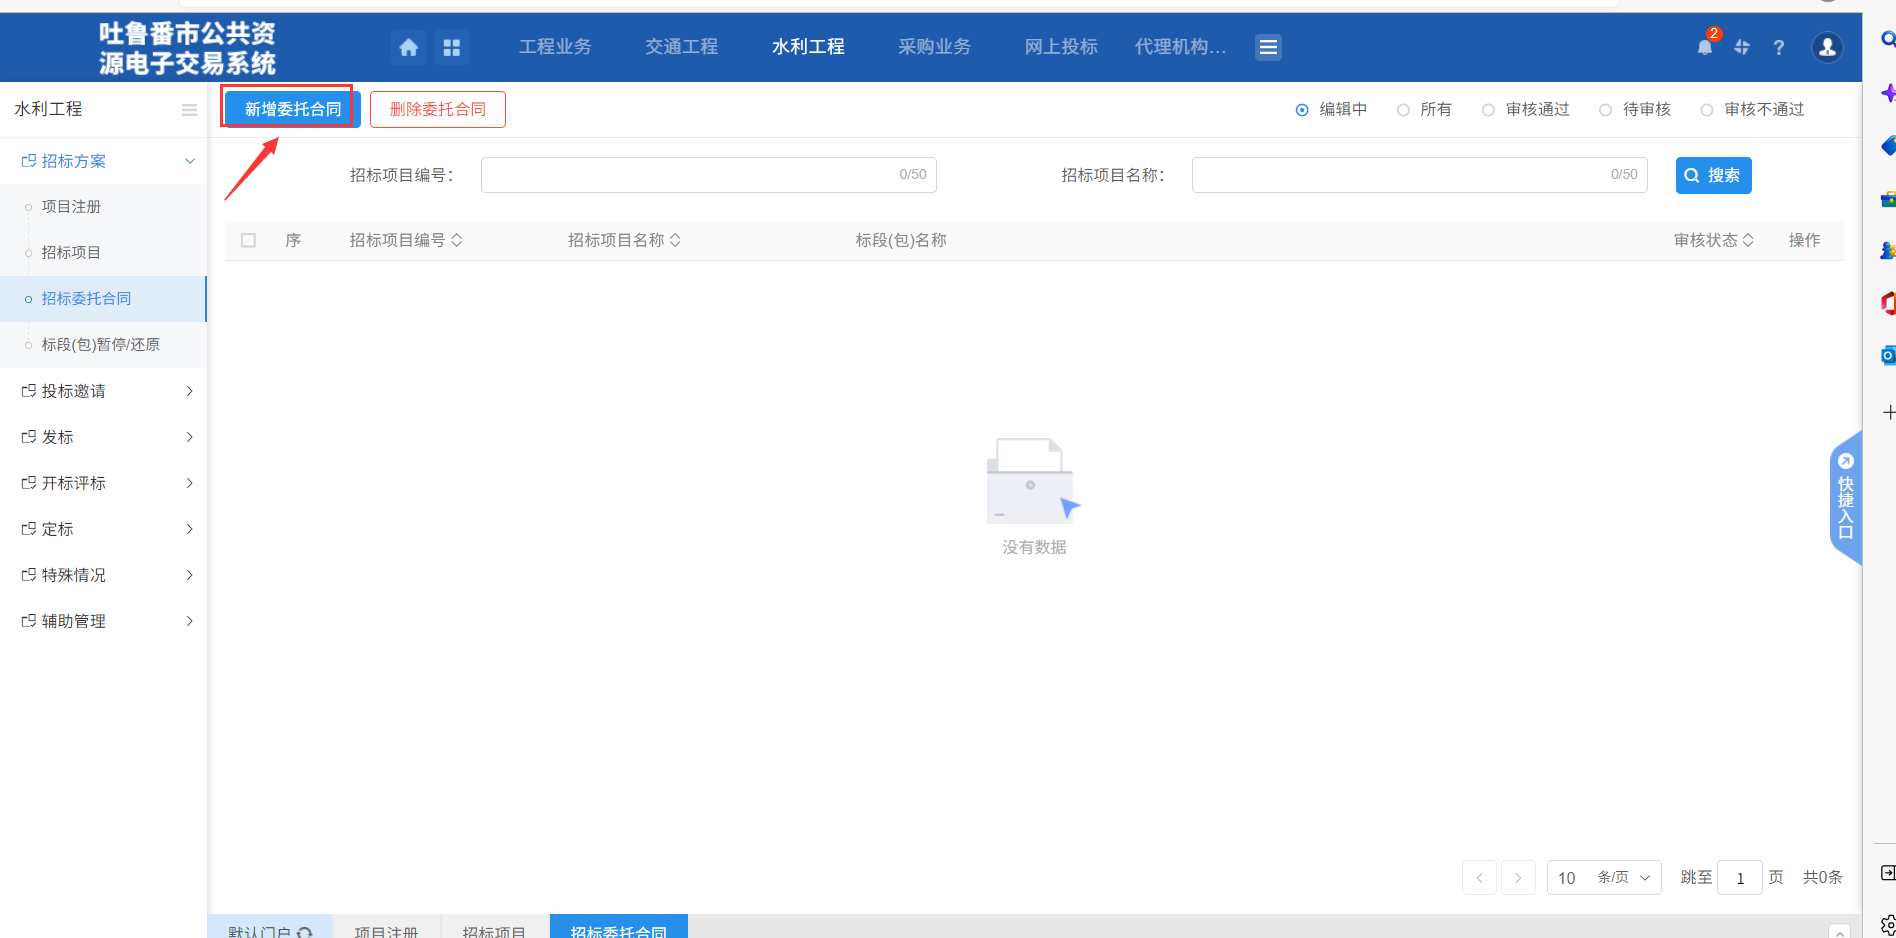 吐鲁番市公共资
源电子交易系统
工程业务 交通工程 水利工程 采购业务 网上投标 代理机构...
2
水利工程
新增委托合同 删除委托合同
编辑中 所有 审核通过 待审核 审核不通过
招标方案
项目注册
招标项目
招标委托合同
标段(包)暂停/还原
投标邀请
发标
开标评标
定标
特殊情况
辅助管理
招标项目编号: 0/50 招标项目名称: 0/50 搜索
序 招标项目编号 招标项目名称 标段(包)名称 审核状态 操作
没有数据
快捷入口
10 条/页 跳至 1 页 共0条
默认门户 项目注册 招标项目 招标委托合同